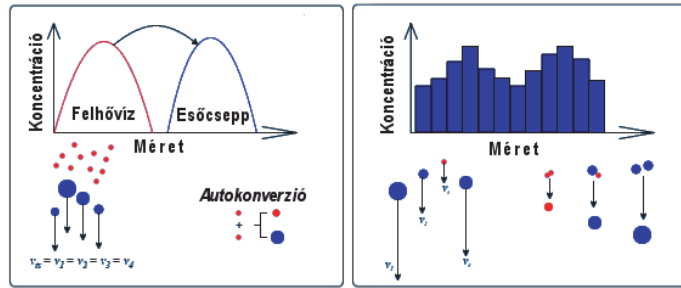 Koncentráció
Felhővíz
Esőcsepp
Méret
Autokonverzió
+
= v₁ = v₂ = v₃ = v₄
Koncentráció
Méret